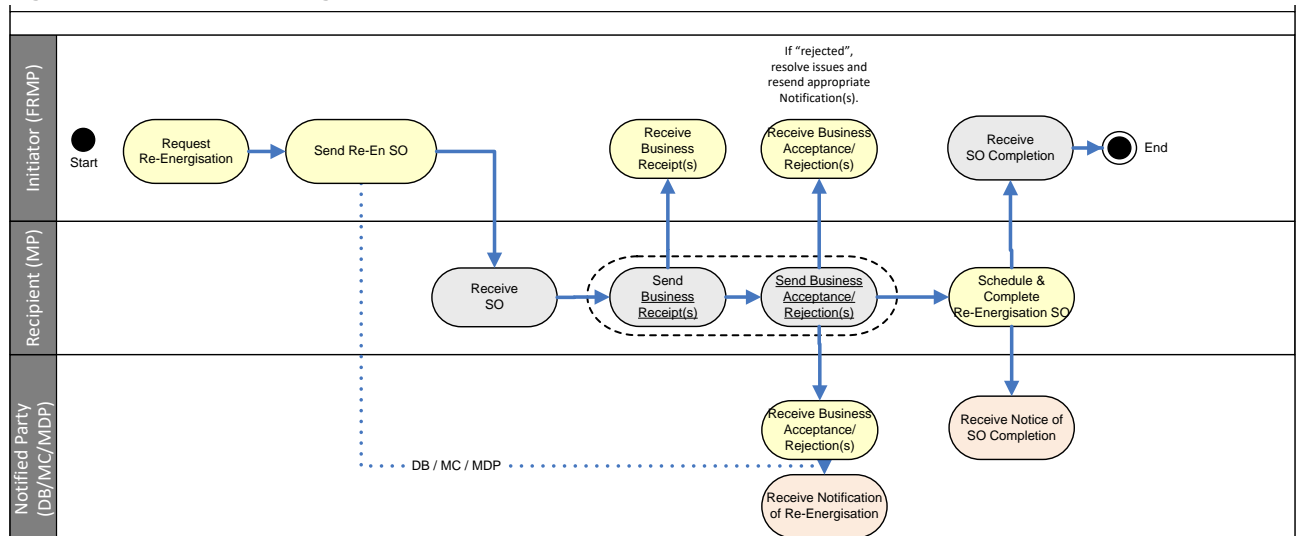 Initiator (FRMP)
Start
Request
Re-Energisation
Send Re-En SO
Receive
Business
Receipt(s)
If “rejected”,
resolve issues and
resend appropriate
Notification(s).
Receive Business
Acceptance/
Rejection(s)
Receive
SO Completion
End
Recipient (MP)
Receive
SO
Send
Business
Receipt(s)
Send Business
Acceptance/
Rejection(s)
Schedule &
Complete
Re-Energisation SO
Notified Party
(DB/MC/MDP)
DB / MC / MDP
Receive Business
Acceptance/
Rejection(s)
Receive Notification
of Re-Energisation
Receive Notice of
SO Completion